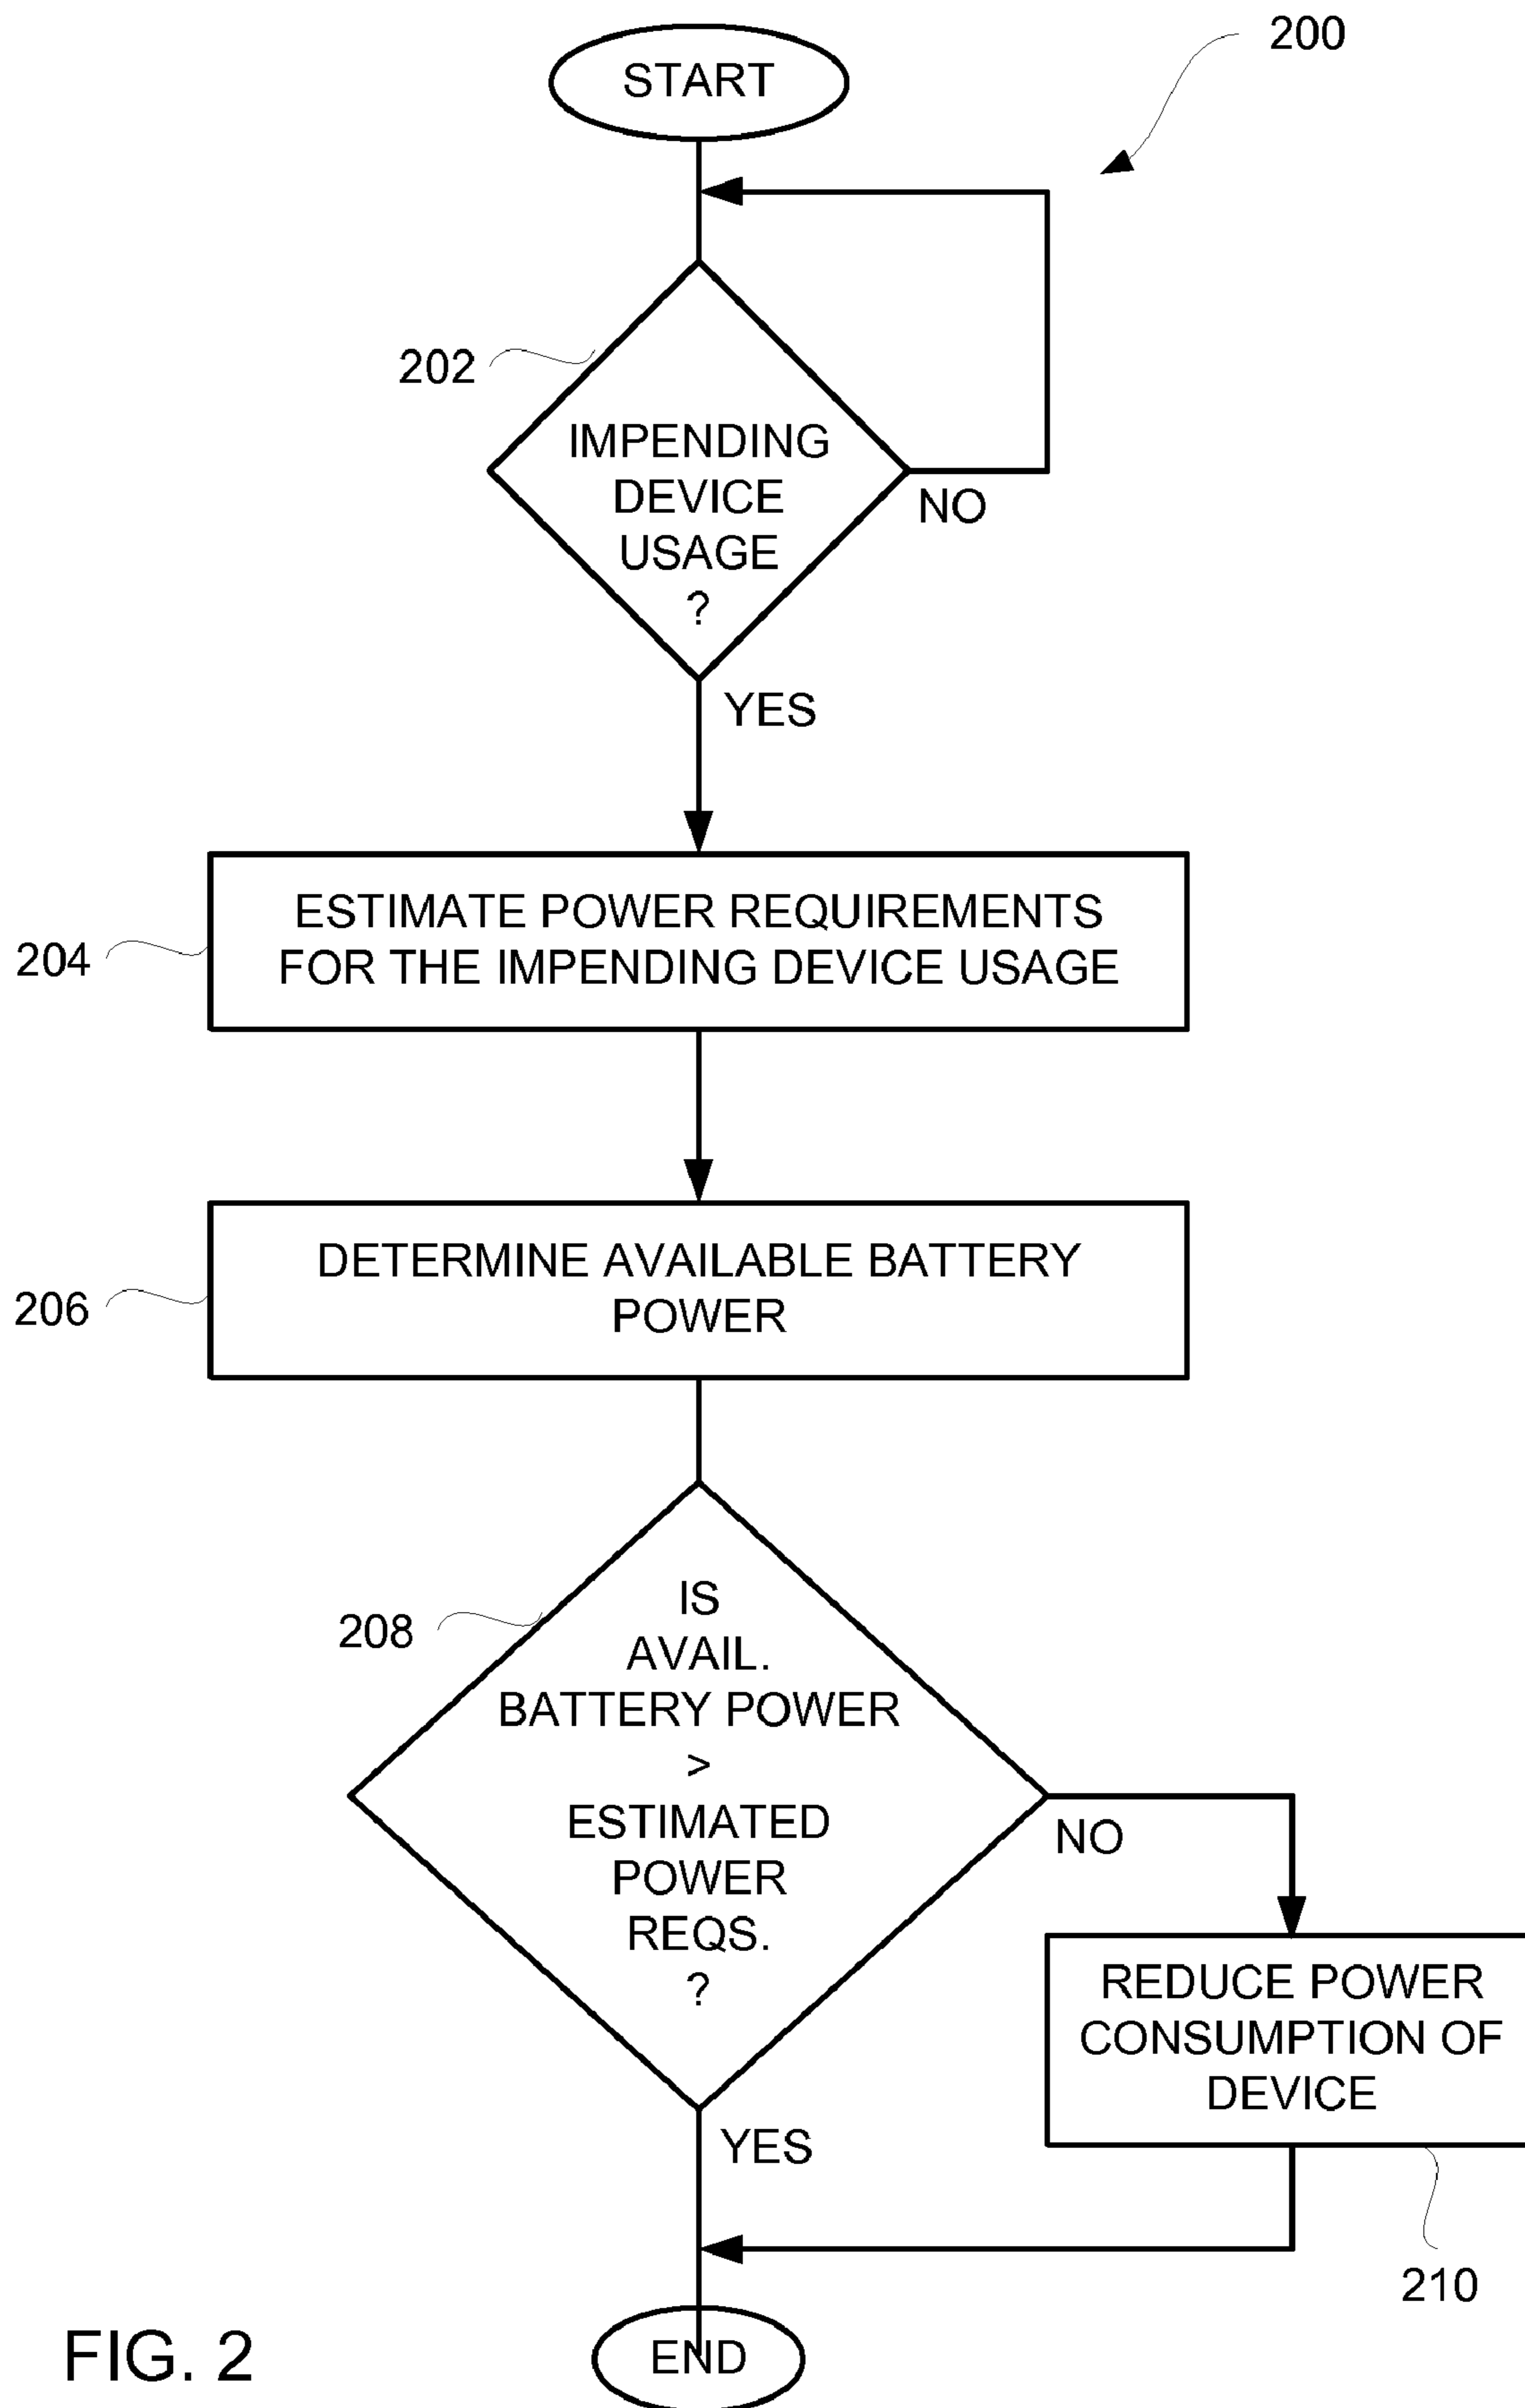 200
START
202
IMPENDING
DEVICE
USAGE
?
NO
YES
204
ESTIMATE POWER REQUIREMENTS
FOR THE IMPENDING DEVICE USAGE
206
DETERMINE AVAILABLE BATTERY
POWER
208
IS
AVAIL.
BATTERY POWER
>
ESTIMATED
POWER
REQS.
?
NO
REDUCE POWER
CONSUMPTION OF
DEVICE
YES
210
END
FIG. 2